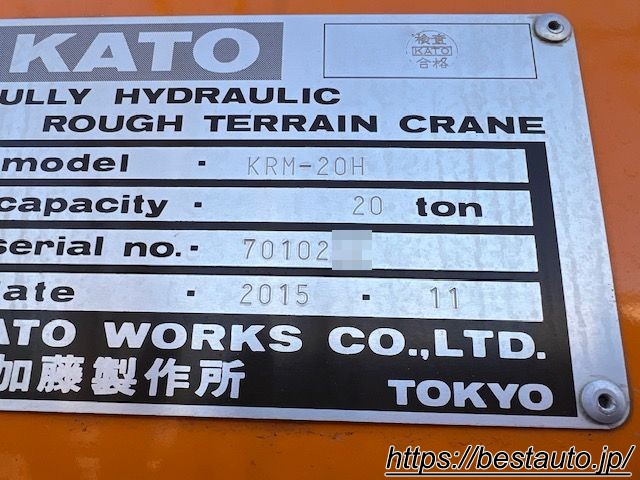 KATO
検査
KATO
合格
ULLY HYDRAULIC
ROUGH TERRAIN CRANE
model · KRM-20H
capacity · 20 ton
serial no. · 70102
ate · 2015 · 11
ATO WORKS CO.,LTD.
加藤製作所 TOKYO
https://bestauto.jp/